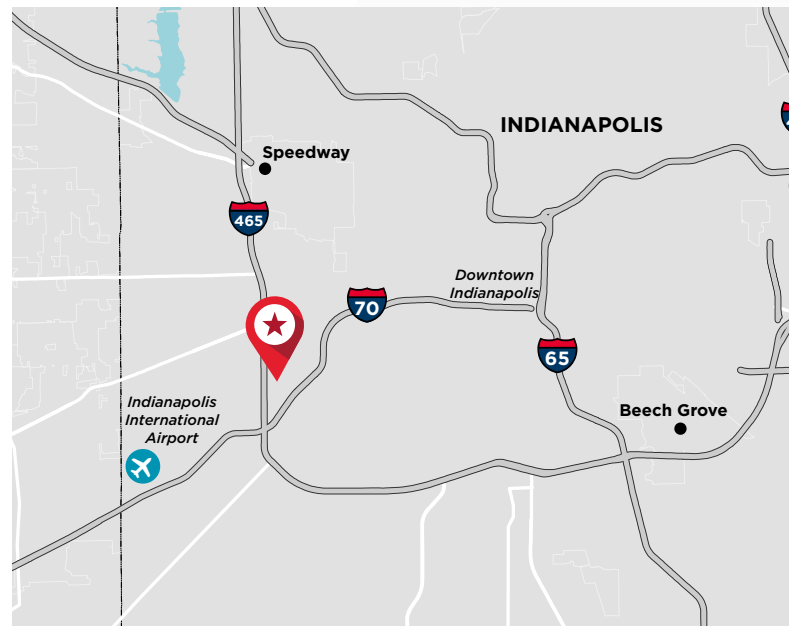 INDIANAPOLIS
Speedway
465
Downtown
Indianapolis
70
65
Indianapolis
International
Airport
Beech Grove